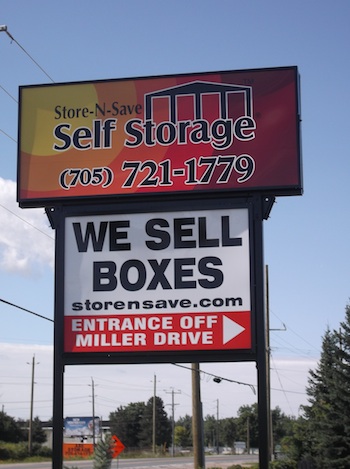 Store-N-Save
Self Storage
(705) 721-1779
WE SELL
BOXES
storensave.com
ENTRANCE OFF
MILLER DRIVE